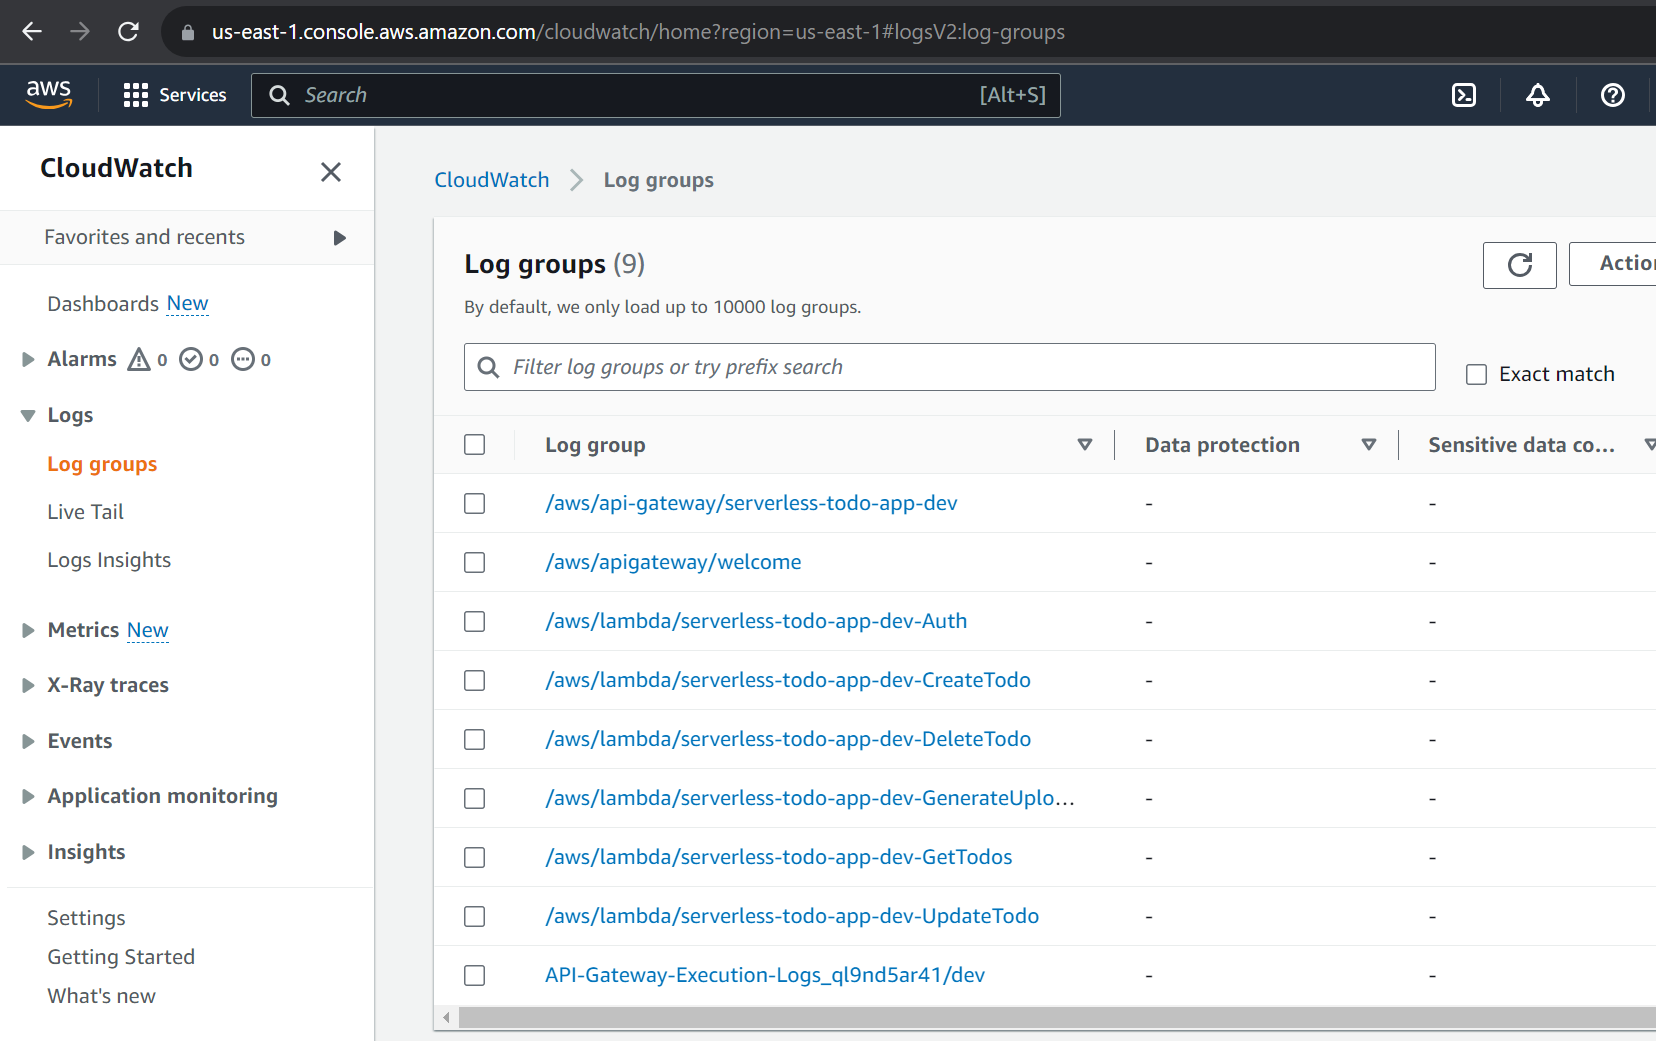 us-east-1.console.aws.amazon.com/cloudwatch/home?region=us-east-1#logsV2:log-groups
aws
Services
Search
[Alt+S]
CloudWatch
Favorites and recents
Dashboards New
Alarms 0 0 0
Logs
Log groups
Live Tail
Logs Insights
Metrics New
X-Ray traces
Events
Application monitoring
Insights
Settings
Getting Started
What's new
CloudWatch > Log groups
Log groups (9)
Actio
By default, we only load up to 10000 log groups.
Filter log groups or try prefix search
Exact match
Log group Data protection Sensitive data co...
/aws/api-gateway/serverless-todo-app-dev - -
/aws/apigateway/welcome - -
/aws/lambda/serverless-todo-app-dev-Auth - -
/aws/lambda/serverless-todo-app-dev-CreateTodo - -
/aws/lambda/serverless-todo-app-dev-DeleteTodo - -
/aws/lambda/serverless-todo-app-dev-GenerateUplo... - -
/aws/lambda/serverless-todo-app-dev-GetTodos - -
/aws/lambda/serverless-todo-app-dev-UpdateTodo - -
API-Gateway-Execution-Logs_ql9nd5ar41/dev - -